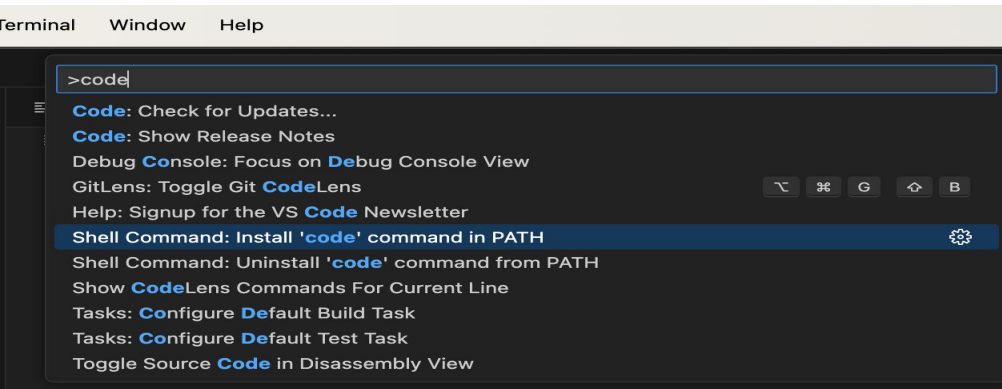 Terminal Window Help
>code
Code: Check for Updates...
Code: Show Release Notes
Debug Console: Focus on Debug Console View
GitLens: Toggle Git CodeLens ⌥ ⌘ G ⇧ B
Help: Signup for the VS Code Newsletter
Shell Command: Install 'code' command in PATH
Shell Command: Uninstall 'code' command from PATH
Show CodeLens Commands For Current Line
Tasks: Configure Default Build Task
Tasks: Configure Default Test Task
Toggle Source Code in Disassembly View